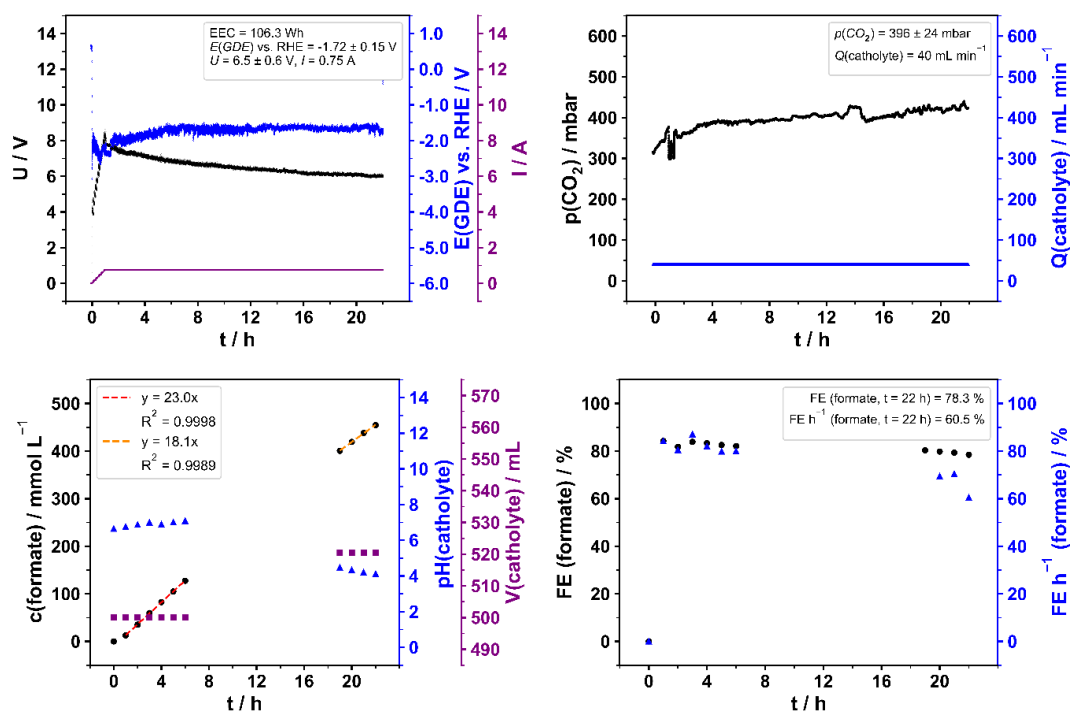 EEC = 106.3 Wh
E(GDE) vs. RHE = -1.72 ± 0.15 V
U = 6.5 ± 0.6 V, I = 0.75 A
14
12
10
8
6
4
2
0
U / V
1.0
0.0
-1.0
-2.0
-3.0
-4.0
-5.0
-6.0
E(GDE) vs. RHE / V
14
12
10
8
6
4
2
0
I / A
0 4 8 12 16 20
t / h
p(CO₂) = 396 ± 24 mbar
Q(catholyte) = 40 mL min⁻¹
600
500
400
300
200
100
0
p(CO₂) / mbar
600
500
400
300
200
100
0
Q(catholyte) / mL min⁻¹
0 4 8 12 16 20
t / h
y = 23.0x
R² = 0.9998
y = 18.1x
R² = 0.9989
500
400
300
200
100
0
c(formate) / mmol L⁻¹
14
12
10
8
6
4
2
0
pH(catholyte)
570
560
550
540
530
520
510
500
490
V(catholyte) / mL
0 4 8 12 16 20
t / h
FE (formate, t = 22 h) = 78.3 %
FE h⁻¹ (formate, t = 22 h) = 60.5 %
100
80
60
40
20
0
FE (formate) / %
100
80
60
40
20
0
FE h⁻¹ (formate) / %
0 4 8 12 16 20
t / h